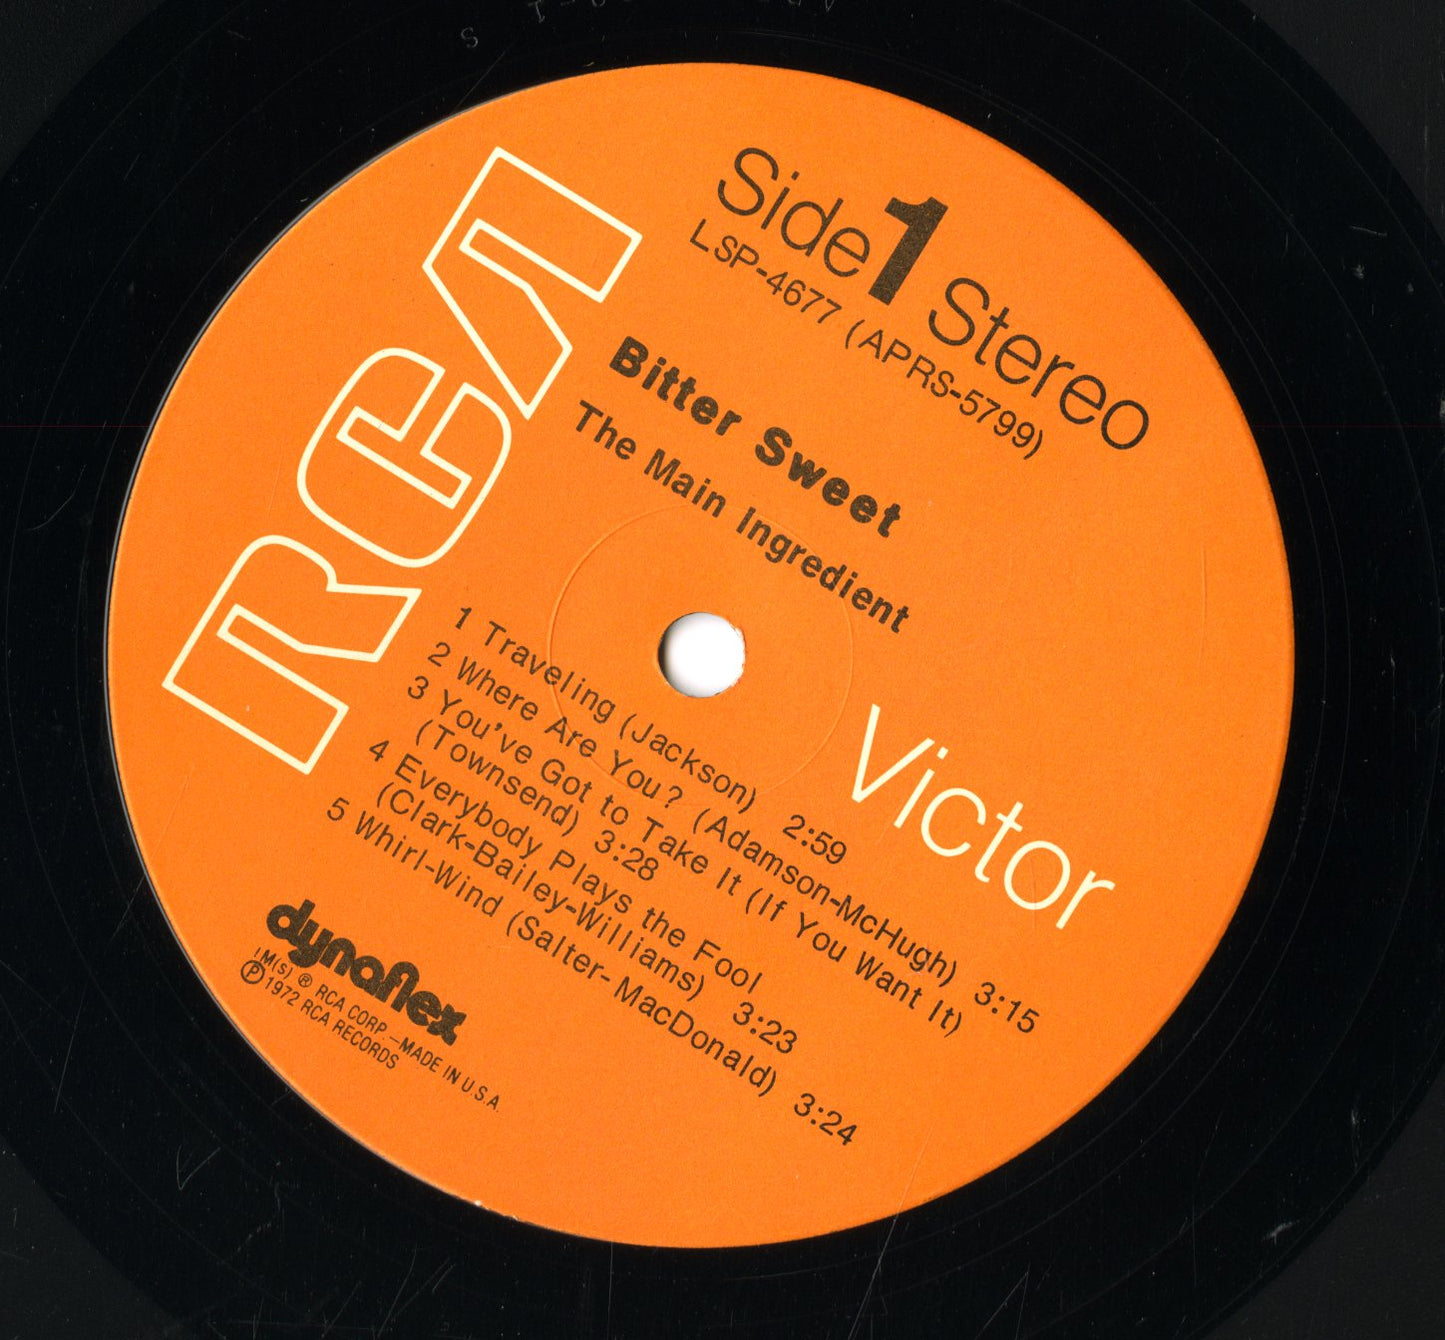 Side 1 Stereo
LSP-4677 (APRS-5799)
RCA
Bitter Sweet
The Main Ingredient
Victor
1 Traveling (Jackson) 2:59
2 Where Are You? (Adamson-McHugh) 3:15
3 You've Got to Take It (If You Want It)
(Townsend) 3:28
4 Everybody Plays the Fool
(Clark-Bailey-Williams) 3:23
5 Whirl-Wind (Salter-MacDonald) 3:24
dynaflex
TM(s) ® RCA CORP.—MADE IN U.S.A.
℗ 1972 RCA RECORDS